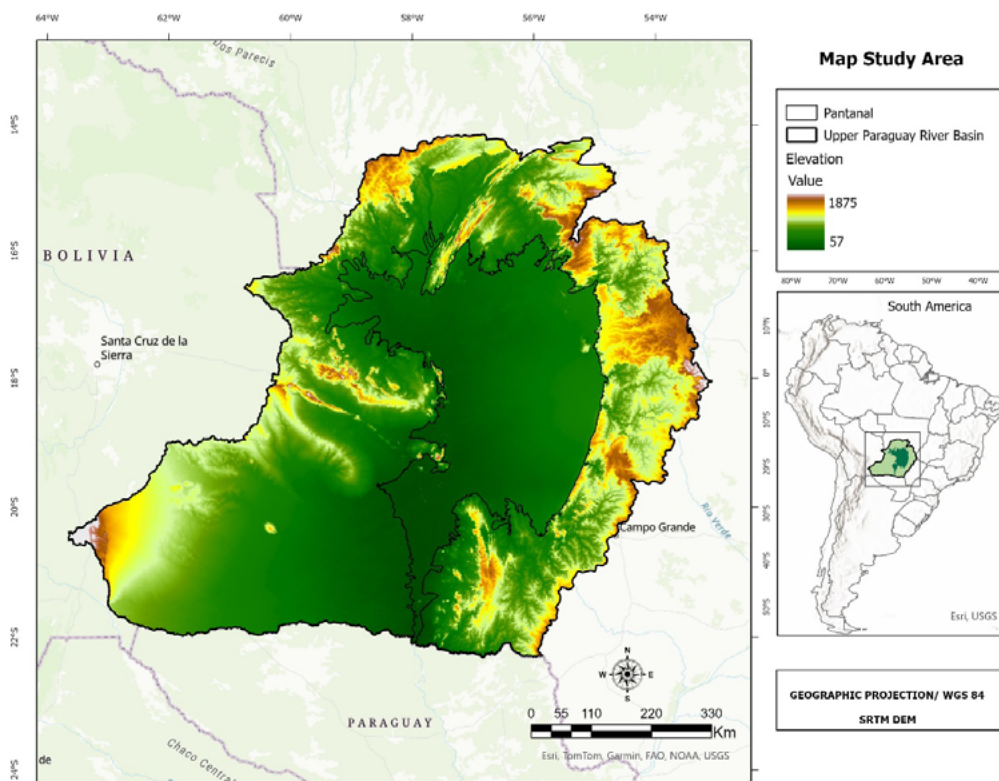 64°W 62°W 60°W 58°W 56°W 54°W
Dos Parecis
14°S
16°S
18°S
20°S
22°S
24°S
BOLIVIA
Santa Cruz de la
Sierra
Campo Grande
Rio Verde
PARAGUAY
Chaco Central
de
N
W E
S
0 55 110 220 330
Km
Esri, TomTom, Garmin, FAO, NOAA, USGS
Map Study Area
Pantanal
Upper Paraguay River Basin
Elevation
Value
1875
57
80°W 70°W 60°W 50°W 40°W
South America
10°N
0°S
10°S
20°S
30°S
40°S
50°S
Esri, USGS
GEOGRAPHIC PROJECTION/ WGS 84
SRTM DEM